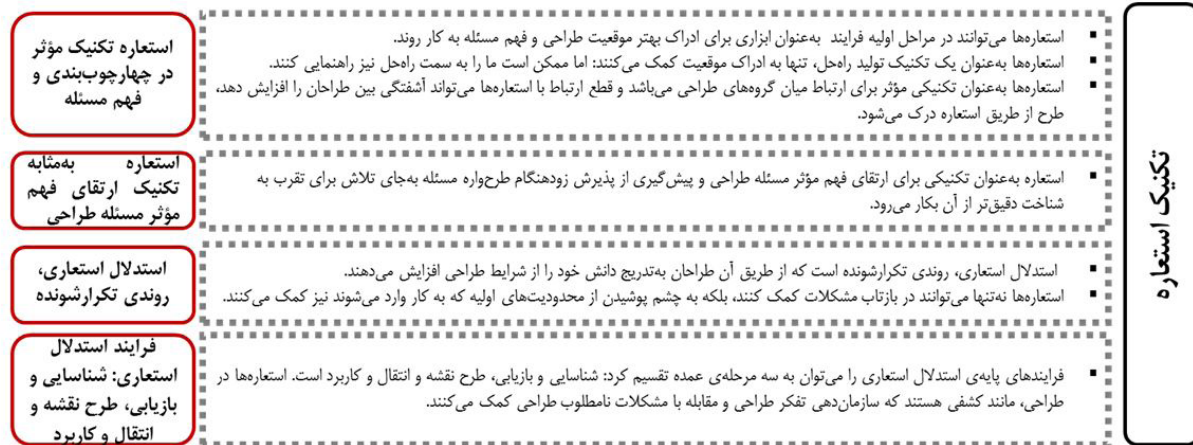 تکنیک استعاره
استعاره تکنیک مؤثر
در چهارچوب‌بندی و
فهم مسئله
▪ استعاره‌ها می‌توانند در مراحل اولیه فرایند به‌عنوان ابزاری برای ادراک بهتر موقعیت طراحی و فهم مسئله به کار روند.
▪ استعاره‌ها به‌عنوان یک تکنیک تولید راه‌حل، تنها به ادراک موقعیت کمک می‌کنند: اما ممکن است ما را به سمت راه‌حل نیز راهنمایی کنند.
▪ استعاره‌ها به‌عنوان تکنیکی مؤثر برای ارتباط میان گروه‌های طراحی می‌باشد و قطع ارتباط با استعاره‌ها می‌تواند آشفتگی بین طراحان را افزایش دهد،
طرح از طریق استعاره درک می‌شود.
استعاره به‌مثابه
تکنیک ارتقای فهم
مؤثر مسئله طراحی
▪ استعاره به‌عنوان تکنیکی برای ارتقای فهم مؤثر مسئله طراحی و پیش‌گیری از پذیرش زودهنگام طرح‌واره مسئله به‌جای تلاش برای تقرب به
شناخت دقیق‌تر از آن بکار می‌رود.
استدلال استعاری،
روندی تکرارشونده
▪ استدلال استعاری، روندی تکرارشونده است که از طریق آن طراحان به‌تدریج دانش خود را از شرایط طراحی افزایش می‌دهند.
▪ استعاره‌ها نه‌تنها می‌توانند در بازتاب مشکلات کمک کنند، بلکه به چشم پوشیدن از محدودیت‌های اولیه که به کار وارد می‌شوند نیز کمک می‌کنند.
فرایند استدلال
استعاری: شناسایی و
بازیابی، طرح نقشه و
انتقال و کاربرد
▪ فرایندهای پایه‌ی استدلال استعاری را می‌توان به سه مرحله‌ی عمده تقسیم کرد: شناسایی و بازیابی، طرح نقشه و انتقال و کاربرد است. استعاره‌ها در
طراحی، مانند کشفی هستند که سازمان‌دهی تفکر طراحی و مقابله با مشکلات نامطلوب طراحی کمک می‌کنند.